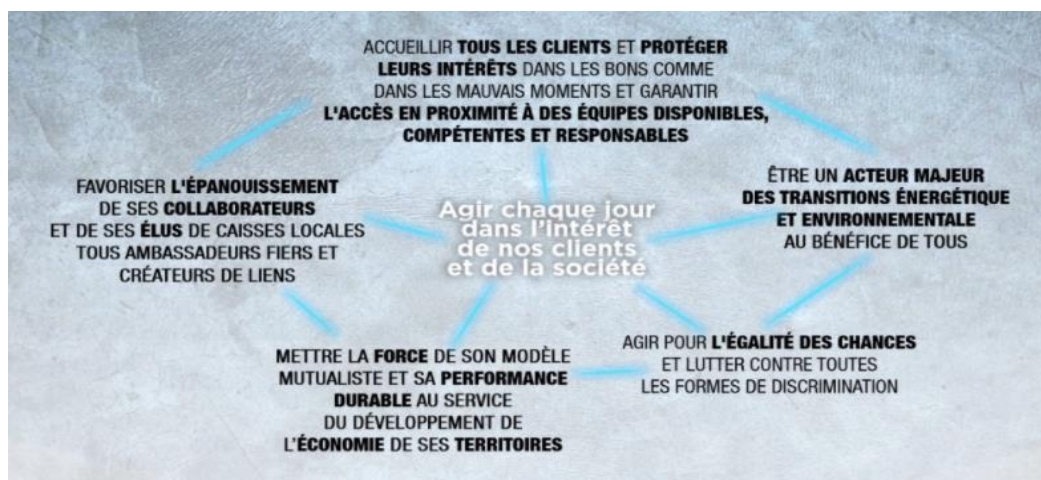 ACCUEILLIR TOUS LES CLIENTS ET PROTÉGER
LEURS INTÉRÊTS DANS LES BONS COMME
DANS LES MAUVAIS MOMENTS ET GARANTIR
L'ACCÈS EN PROXIMITÉ À DES ÉQUIPES DISPONIBLES,
COMPÉTENTES ET RESPONSABLES
FAVORISER L'ÉPANOUISSEMENT
DE SES COLLABORATEURS
ET DE SES ÉLUS DE CAISSES LOCALES
TOUS AMBASSADEURS FIERS ET
CRÉATEURS DE LIENS
Agir chaque jour
dans l'intérêt
de nos clients
et de la société
ÊTRE UN ACTEUR MAJEUR
DES TRANSITIONS ÉNERGÉTIQUE
ET ENVIRONNEMENTALE
AU BÉNÉFICE DE TOUS
METTRE LA FORCE DE SON MODÈLE
MUTUALISTE ET SA PERFORMANCE
DURABLE AU SERVICE
DU DÉVELOPPEMENT DE
L'ÉCONOMIE DE SES TERRITOIRES
AGIR POUR L'ÉGALITÉ DES CHANCES
ET LUTTER CONTRE TOUTES
LES FORMES DE DISCRIMINATION